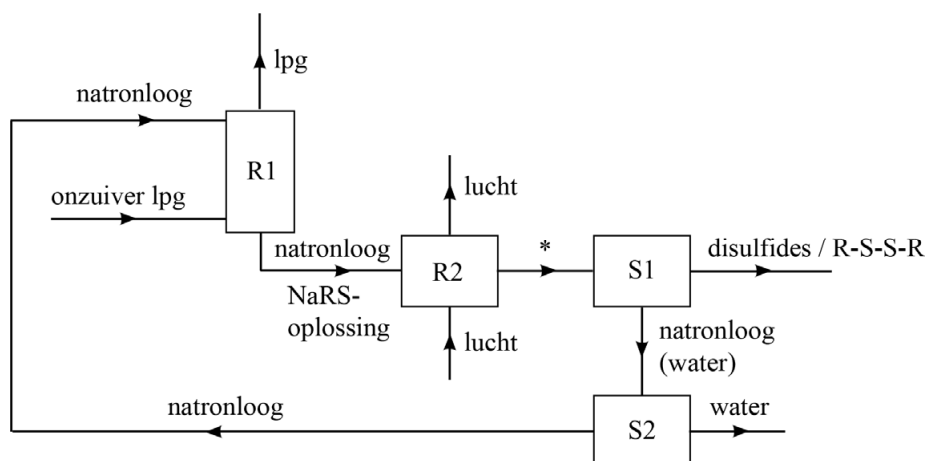 lpg
natronloog
R1
onzuiver lpg
lucht
natronloog
NaRS-
oplossing
R2
*
S1
disulfides / R-S-S-R
lucht
natronloog
(water)
natronloog
S2
water